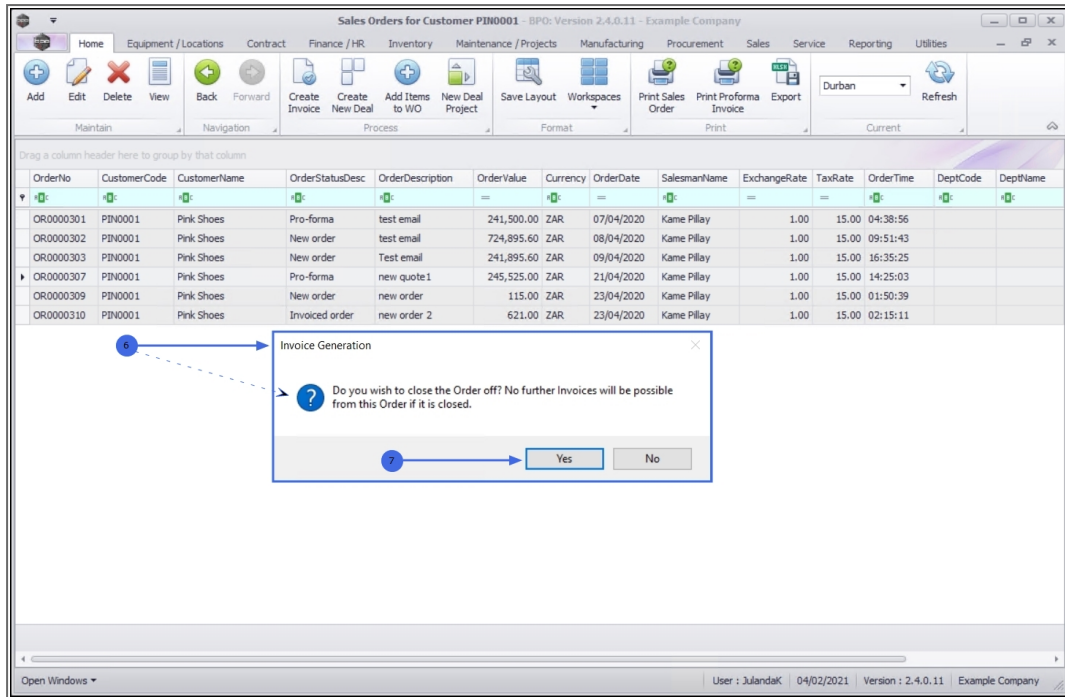 Sales Orders for Customer PIN0001 - BPO: Version 2.4.0.11 - Example Company
Home Equipment / Locations Contract Finance / HR Inventory Maintenance / Projects Manufacturing Procurement Sales Service Reporting Utilities
Add Edit Delete View Back Forward Create Invoice Create New Deal Add Items to WO New Deal Project Save Layout Workspaces Print Sales Order Print Proforma Invoice Export Durban Refresh
Maintain Navigation Process Format Print Current
Drag a column header here to group by that column
OrderNo CustomerCode CustomerName OrderStatusDesc OrderDescription OrderValue Currency OrderDate SalesmanName ExchangeRate TaxRate OrderTime DeptCode DeptName
OR0000301 PIN0001 Pink Shoes Pro-forma test email 241,500.00 ZAR 07/04/2020 Kame Pillay 1.00 15.00 04:38:56
OR0000302 PIN0001 Pink Shoes New order test email 724,895.60 ZAR 08/04/2020 Kame Pillay 1.00 15.00 09:51:43
OR0000303 PIN0001 Pink Shoes New order Test email 241,895.60 ZAR 09/04/2020 Kame Pillay 1.00 15.00 16:35:25
OR0000307 PIN0001 Pink Shoes Pro-forma new quote1 245,525.00 ZAR 21/04/2020 Kame Pillay 1.00 15.00 14:25:03
OR0000309 PIN0001 Pink Shoes New order new order 115.00 ZAR 23/04/2020 Kame Pillay 1.00 15.00 01:50:39
OR0000310 PIN0001 Pink Shoes Invoiced order new order 2 621.00 ZAR 23/04/2020 Kame Pillay 1.00 15.00 02:15:11
6 Invoice Generation
Do you wish to close the Order off? No further Invoices will be possible
from this Order if it is closed.
7 Yes No
Open Windows User : JulandaK 04/02/2021 Version : 2.4.0.11 Example Company